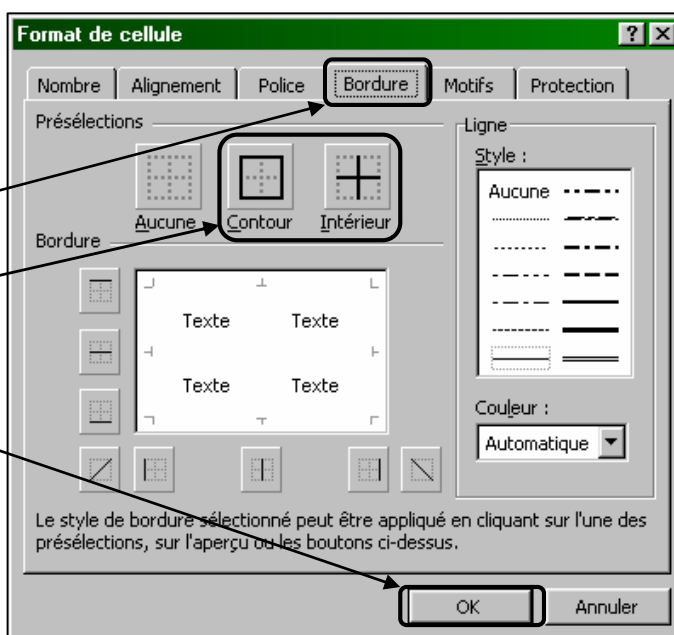 Format de cellule
Nombre Alignement Police Bordure Motifs Protection
Présélections
Aucune Contour Intérieur
Bordure
Texte Texte
Texte Texte
Ligne
Style :
Aucune
Couleur :
Automatique
Le style de bordure sélectionné peut être appliqué en cliquant sur l'une des
présélections, sur l'aperçu ou les boutons ci-dessus.
OK Annuler